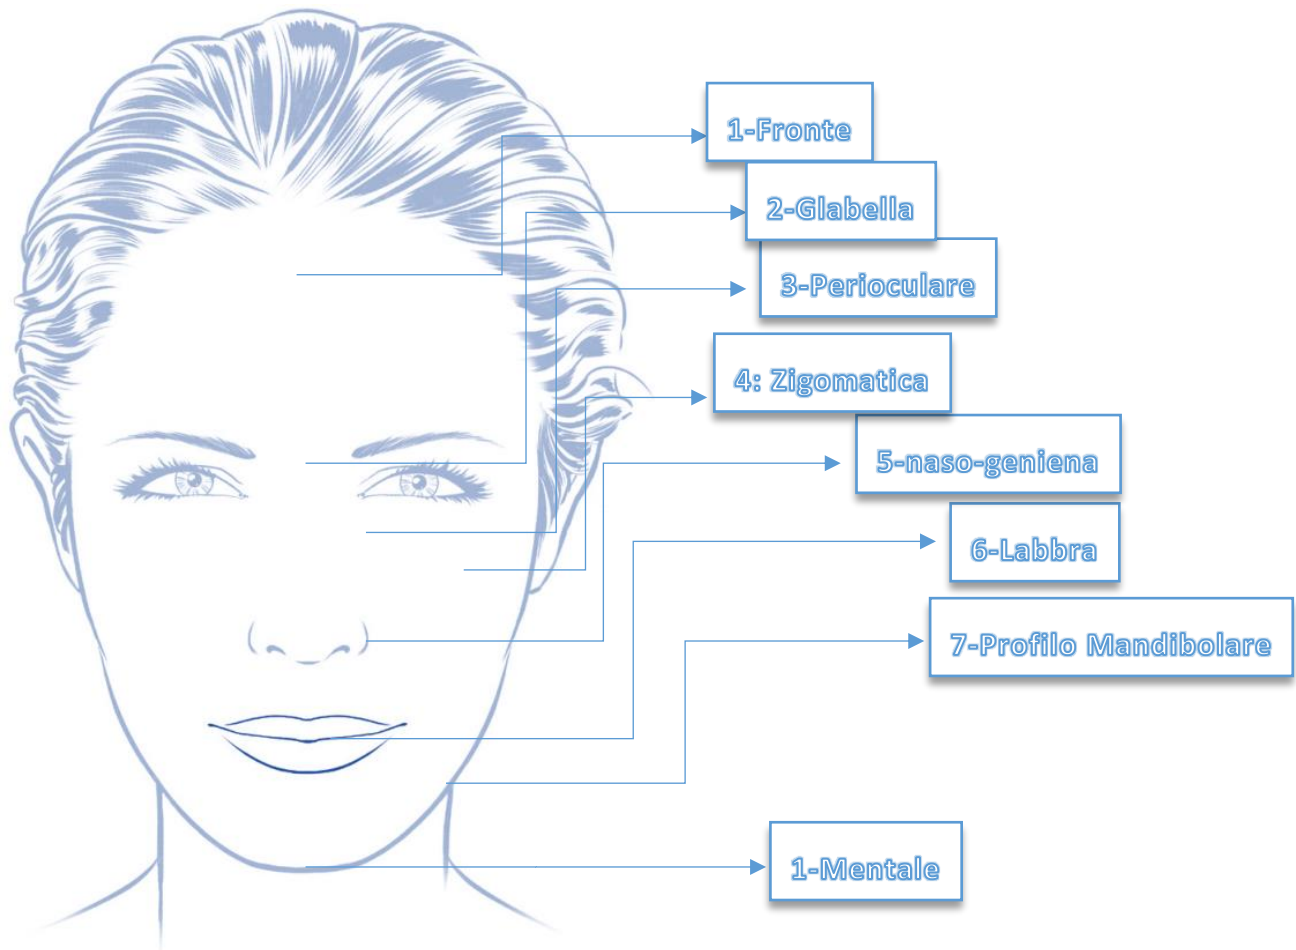 1-Fronte
2-Glabella
3-Perioculare
4: Zigomatica
5-naso-geniena
6-Labbra
7-Profilo Mandibolare
1-Mentale